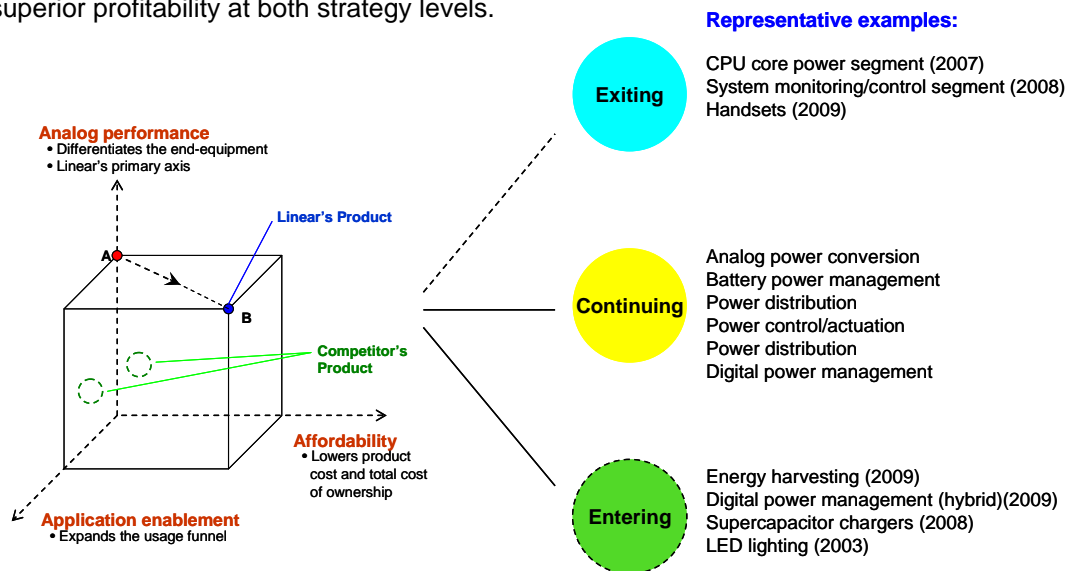 superior profitability at both strategy levels.
Representative examples:
Exiting
CPU core power segment (2007)
System monitoring/control segment (2008)
Handsets (2009)
Analog performance
• Differentiates the end-equipment
• Linear's primary axis
Linear's Product
A
B
Competitor's
Product
Affordability
• Lowers product
cost and total cost
of ownership
Application enablement
• Expands the usage funnel
Continuing
Analog power conversion
Battery power management
Power distribution
Power control/actuation
Power distribution
Digital power management
Entering
Energy harvesting (2009)
Digital power management (hybrid)(2009)
Supercapacitor chargers (2008)
LED lighting (2003)